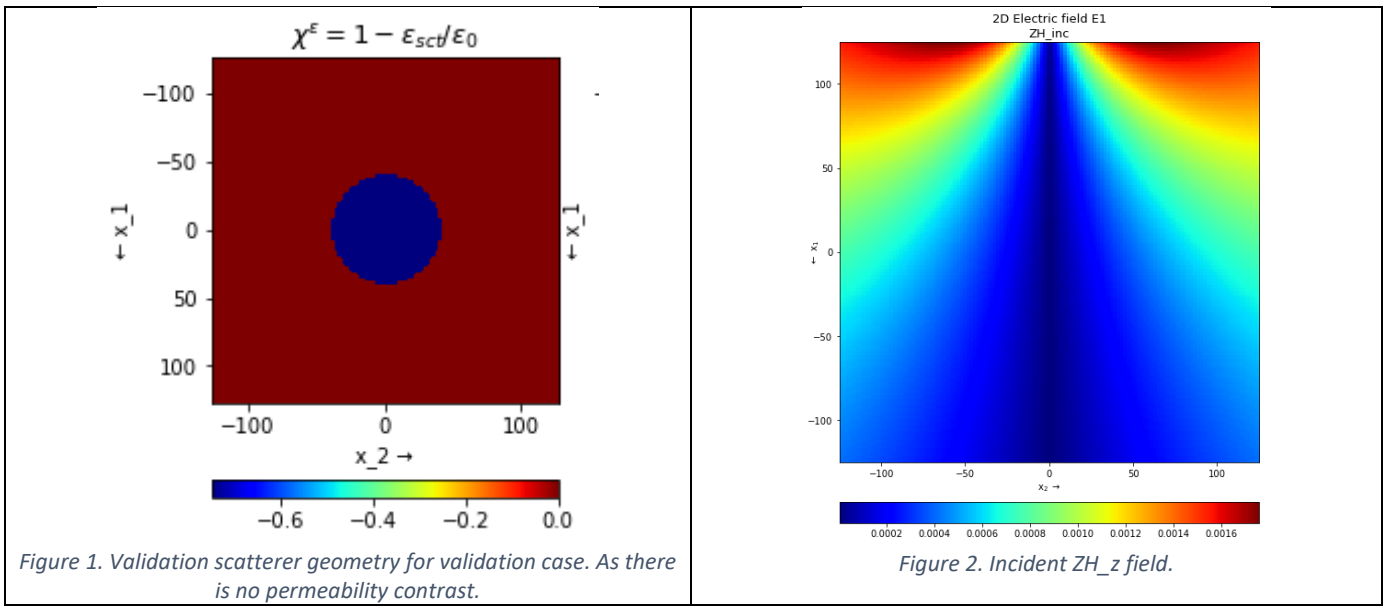 χ^ε = 1 − ε_sct/ε_0
−100
−50
0
50
100
← x_1
← x_1
-
−100 0 100
x_2 →
−0.6 −0.4 −0.2 0.0
Figure 1. Validation scatterer geometry for validation case. As there
is no permeability contrast.
2D Electric field E1
ZH_inc
100
50
0
−50
−100
← x₁
−100 −50 0 50 100
x₂ →
0.0002 0.0004 0.0006 0.0008 0.0010 0.0012 0.0014 0.0016
Figure 2. Incident ZH_z field.